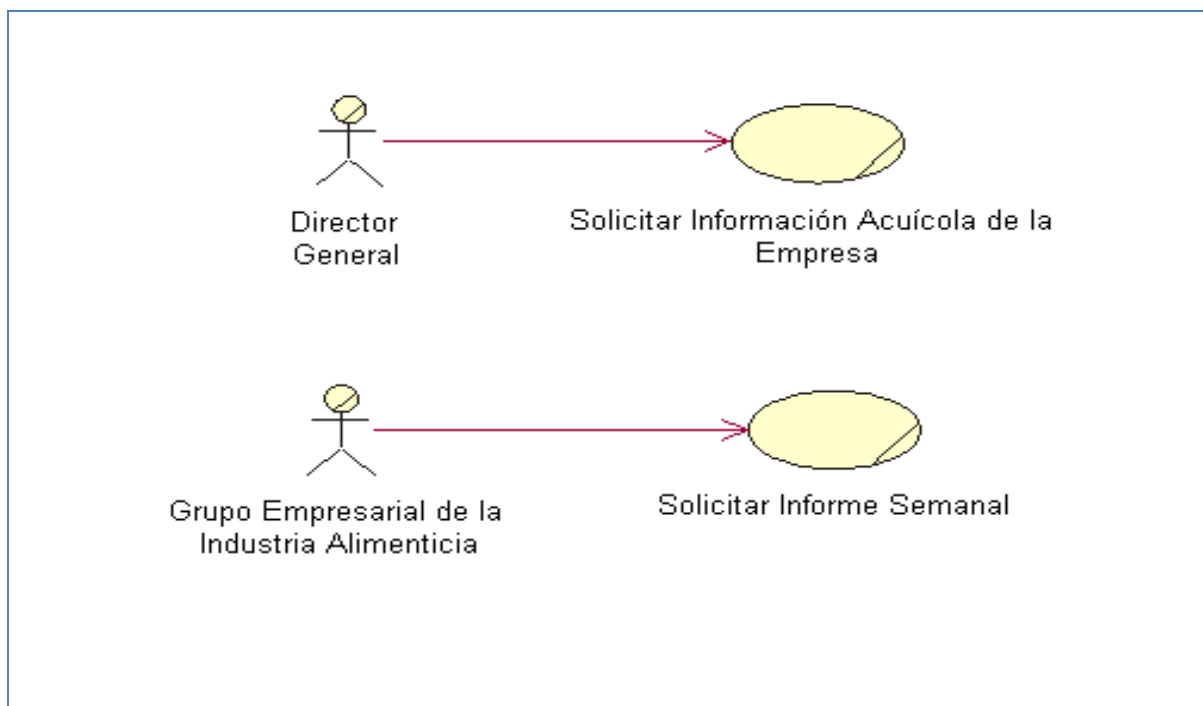 Director
General
Solicitar Información Acuícola de la
Empresa
Grupo Empresarial de la
Industria Alimenticia
Solicitar Informe Semanal